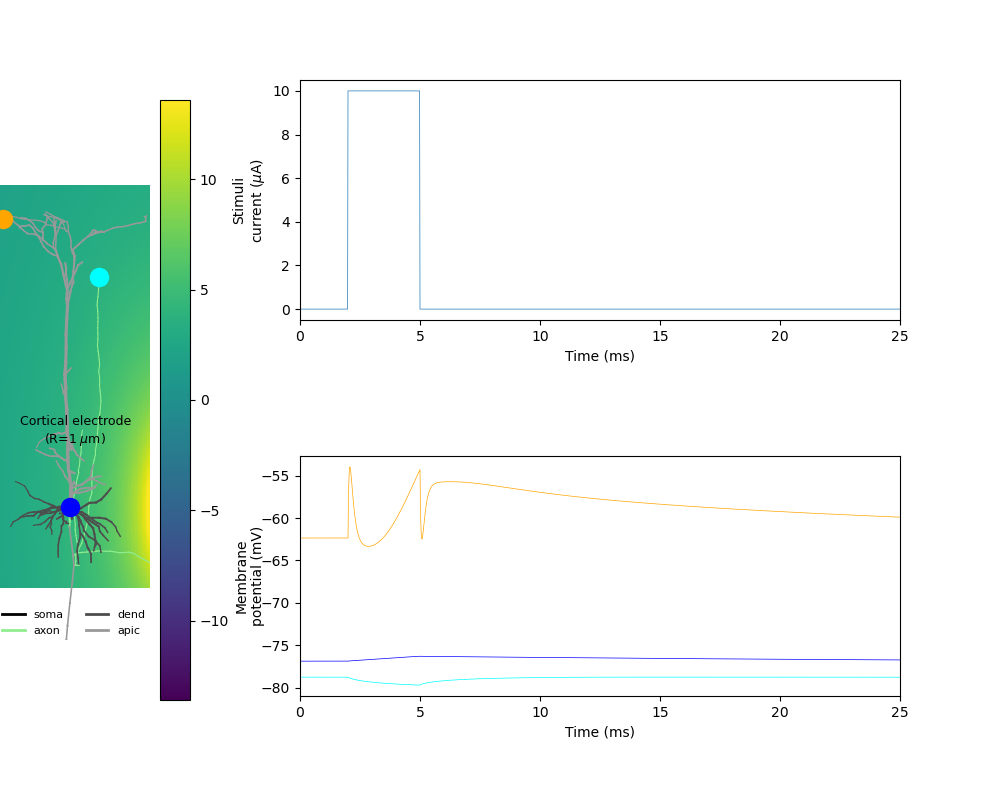 10
8
6
4
2
0
Stimuli
current (μA)
0 5 10 15 20 25
Time (ms)
10
5
0
−5
−10
Cortical electrode
(R=1 μm)
soma dend
axon apic
−55
−60
−65
−70
−75
−80
Membrane
potential (mV)
0 5 10 15 20 25
Time (ms)